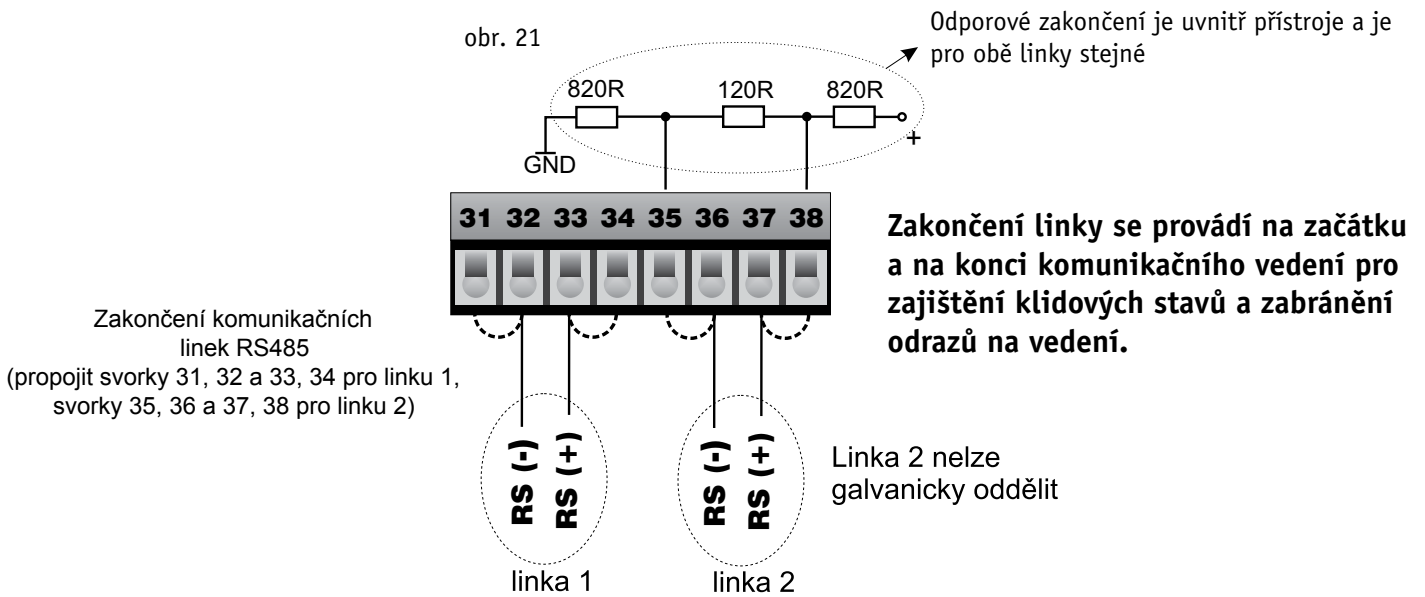 obr. 21
Odporové zakončení je uvnitř přístroje a je
pro obě linky stejné
820R 120R 820R
+
GND
31 32 33 34 35 36 37 38
Zakončení linky se provádí na začátku
a na konci komunikačního vedení pro
zajištění klidových stavů a zabránění
odrazů na vedení.
Zakončení komunikačních
linek RS485
(propojit svorky 31, 32 a 33, 34 pro linku 1,
svorky 35, 36 a 37, 38 pro linku 2)
RS (-)
RS (+)
RS (-)
RS (+)
Linka 2 nelze
galvanicky oddělit
linka 1
linka 2